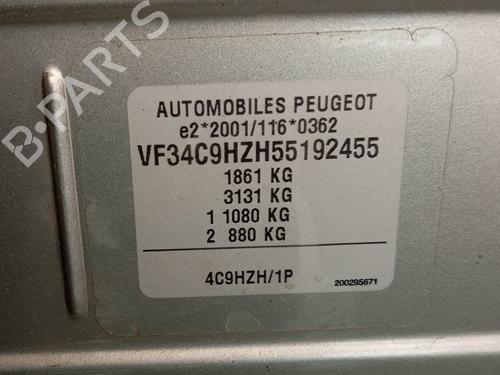 AUTOMOBILES PEUGEOT
e2*2001/116*0362
VF34C9HZH55192455
1861 KG
3131 KG
1 1080 KG
2 880 KG
4C9HZH/1P
200295671
B-PARTS